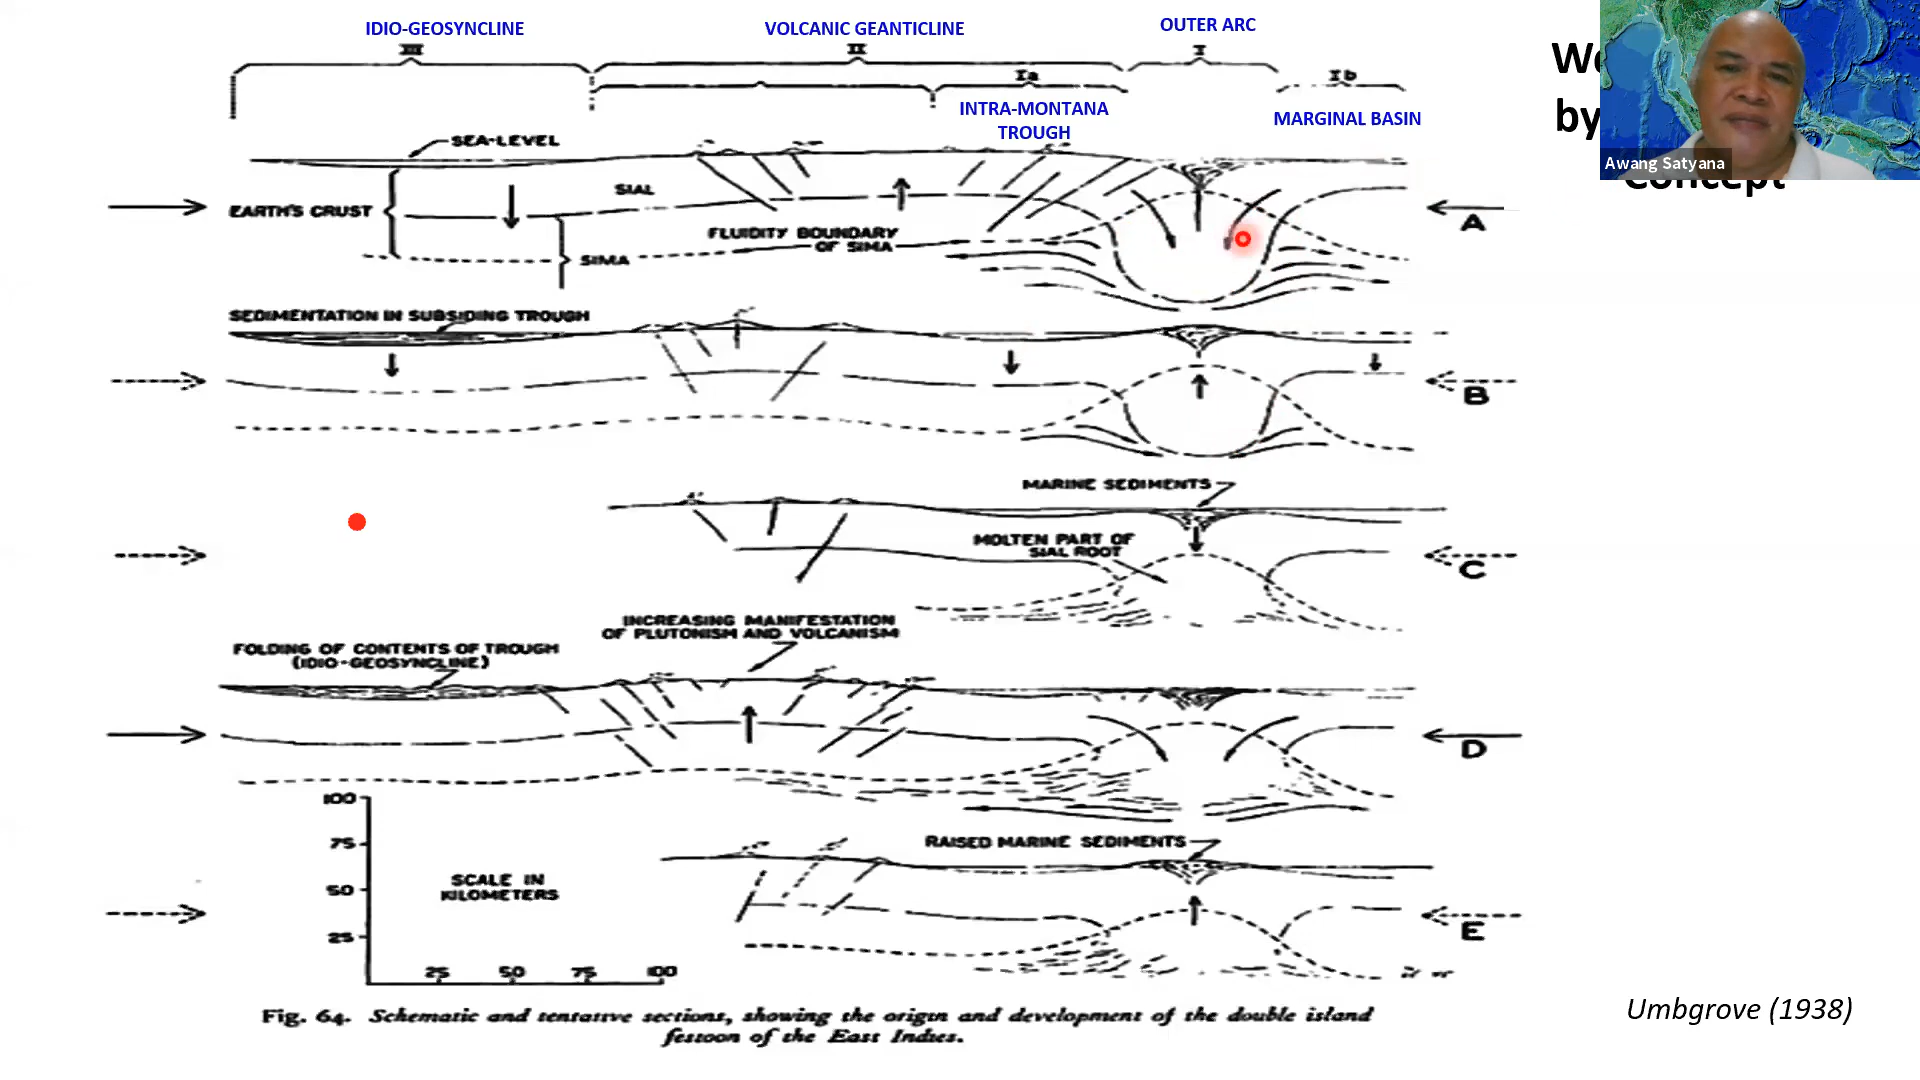 IDIO-GEOSYNCLINE
VOLCANIC GEANTICLINE
OUTER ARC
III
II
I
Ia
Ib
INTRA-MONTANA
TROUGH
MARGINAL BASIN
by
Concept
Awang Satyana
SEA-LEVEL
SIAL
EARTH'S CRUST
FLUIDITY BOUNDARY
OF SIMA
SIMA
A
SEDIMENTATION IN SUBSIDING TROUGH
B
MARINE SEDIMENTS
MOLTEN PART OF
SIAL ROOT
C
INCREASING MANIFESTATION
OF PLUTONISM AND VOLCANISM
FOLDING OF CONTENTS OF TROUGH
(IDIO-GEOSYNCLINE)
D
RAISED MARINE SEDIMENTS
E
100
75
50
25
SCALE IN
KILOMETERS
25 50 75 100
Fig. 64. Schematic and tentative sections, showing the origin and development of the double island
festoon of the East Indies.
Umbgrove (1938)